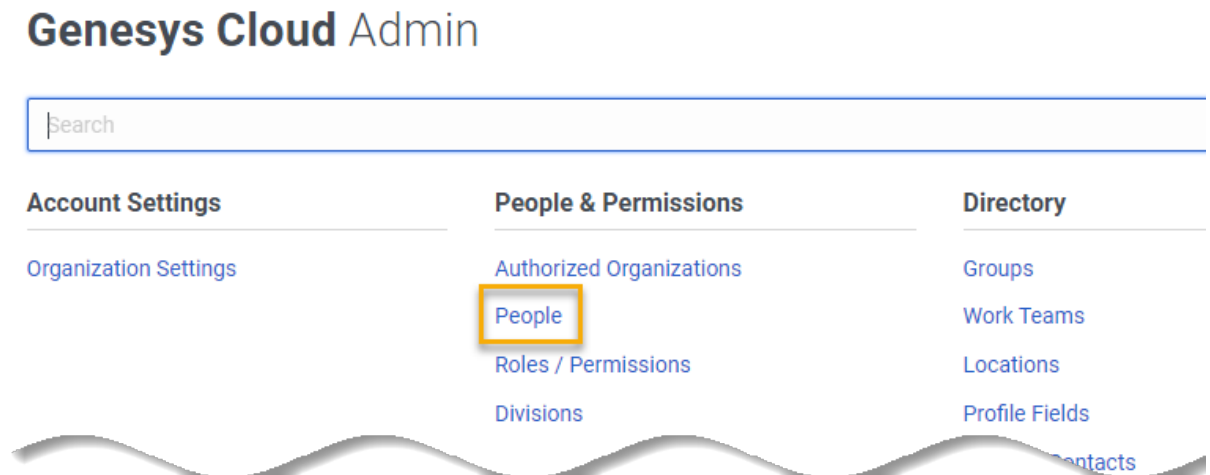 Genesys Cloud Admin
Search
Account Settings
Organization Settings
People & Permissions
Authorized Organizations
People
Roles / Permissions
Divisions
Directory
Groups
Work Teams
Locations
Profile Fields